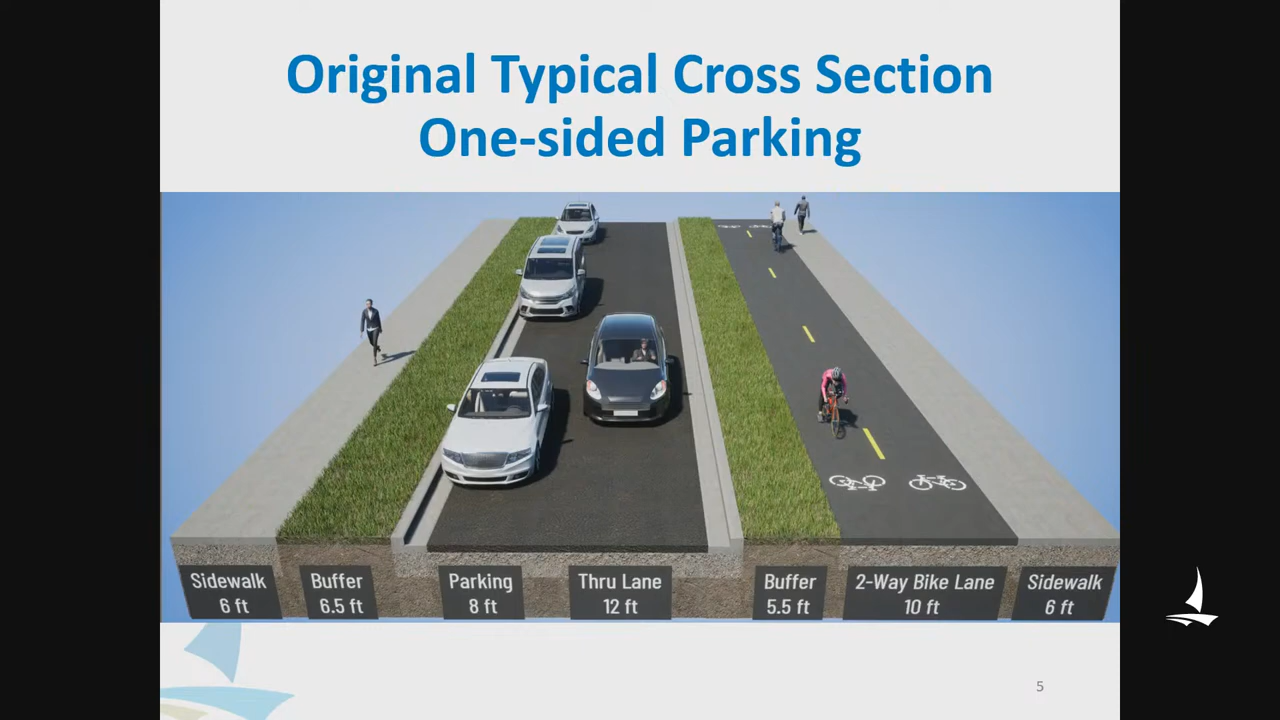 Original Typical Cross Section
One-sided Parking
Sidewalk
6 ft
Buffer
6.5 ft
Parking
8 ft
Thru Lane
12 ft
Buffer
5.5 ft
2-Way Bike Lane
10 ft
Sidewalk
6 ft
5